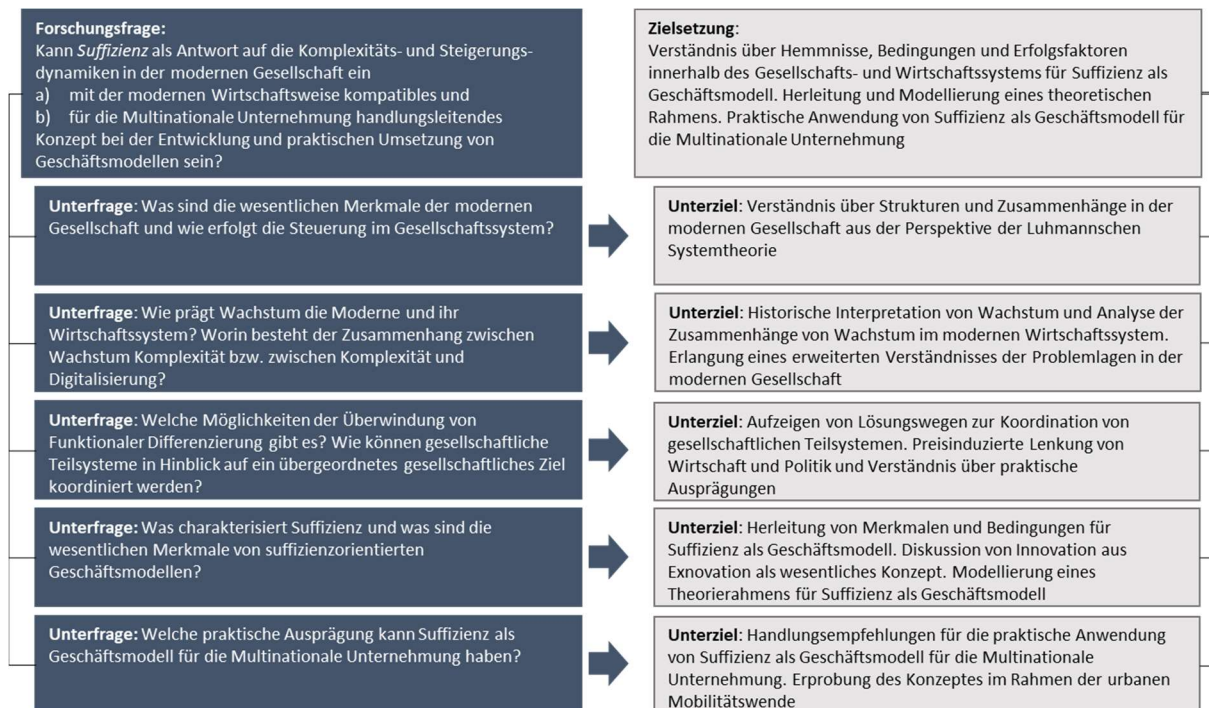 Forschungsfrage:
Kann Suffizienz als Antwort auf die Komplexitäts- und Steigerungs-
dynamiken in der modernen Gesellschaft ein
a) mit der modernen Wirtschaftsweise kompatibles und
b) für die Multinationale Unternehmung handlungsleitendes
Konzept bei der Entwicklung und praktischen Umsetzung von
Geschäftsmodellen sein?
Zielsetzung:
Verständnis über Hemmnisse, Bedingungen und Erfolgsfaktoren
innerhalb des Gesellschafts- und Wirtschaftssystems für Suffizienz als
Geschäftsmodell. Herleitung und Modellierung eines theoretischen
Rahmens. Praktische Anwendung von Suffizienz als Geschäftsmodell für
die Multinationale Unternehmung
Unterfrage: Was sind die wesentlichen Merkmale der modernen
Gesellschaft und wie erfolgt die Steuerung im Gesellschaftssystem?
Unterziel: Verständnis über Strukturen und Zusammenhänge in der
modernen Gesellschaft aus der Perspektive der Luhmannschen
Systemtheorie
Unterfrage: Wie prägt Wachstum die Moderne und ihr
Wirtschaftssystem? Worin besteht der Zusammenhang zwischen
Wachstum Komplexität bzw. zwischen Komplexität und
Digitalisierung?
Unterziel: Historische Interpretation von Wachstum und Analyse der
Zusammenhänge von Wachstum im modernen Wirtschaftssystem.
Erlangung eines erweiterten Verständnisses der Problemlagen in der
modernen Gesellschaft
Unterfrage: Welche Möglichkeiten der Überwindung von
Funktionaler Differenzierung gibt es? Wie können gesellschaftliche
Teilsysteme in Hinblick auf ein übergeordnetes gesellschaftliches Ziel
koordiniert werden?
Unterziel: Aufzeigen von Lösungswegen zur Koordination von
gesellschaftlichen Teilsystemen. Preisinduzierte Lenkung von
Wirtschaft und Politik und Verständnis über praktische
Ausprägungen
Unterfrage: Was charakterisiert Suffizienz und was sind die
wesentlichen Merkmale von suffizienzorientierten
Geschäftsmodellen?
Unterziel: Herleitung von Merkmalen und Bedingungen für
Suffizienz als Geschäftsmodell. Diskussion von Innovation aus
Exnovation als wesentliches Konzept. Modellierung eines
Theorierahmens für Suffizienz als Geschäftsmodell
Unterfrage: Welche praktische Ausprägung kann Suffizienz als
Geschäftsmodell für die Multinationale Unternehmung haben?
Unterziel: Handlungsempfehlungen für die praktische Anwendung
von Suffizienz als Geschäftsmodell für die Multinationale
Unternehmung. Erprobung des Konzeptes im Rahmen der urbanen
Mobilitätswende